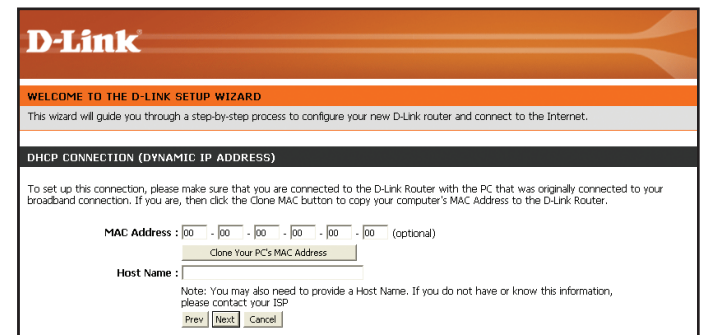 D-Link
WELCOME TO THE D-LINK SETUP WIZARD
This wizard will guide you through a step-by-step process to configure your new D-Link router and connect to the Internet.
DHCP CONNECTION (DYNAMIC IP ADDRESS)
To set up this connection, please make sure that you are connected to the D-Link Router with the PC that was originally connected to your
broadband connection. If you are, then click the Clone MAC button to copy your computer's MAC Address to the D-Link Router.
MAC Address : 00 - 00 - 00 - 00 - 00 - 00 (optional)
Clone Your PC's MAC Address
Host Name :
Note: You may also need to provide a Host Name. If you do not have or know this information,
please contact your ISP
Prev Next Cancel